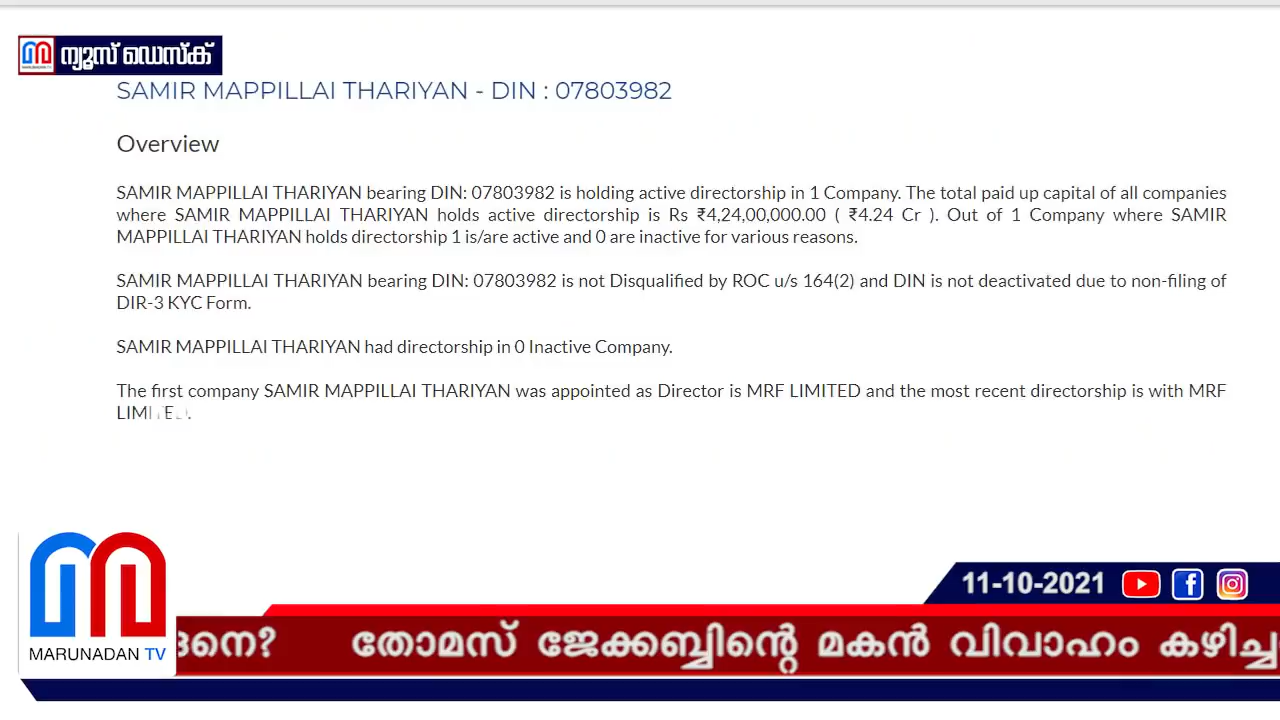 ന്യൂസ് ഡെസ്ക്
SAMIR MAPPILLAI THARIYAN - DIN : 07803982
Overview
SAMIR MAPPILLAI THARIYAN bearing DIN: 07803982 is holding active directorship in 1 Company. The total paid up capital of all companies
where SAMIR MAPPILLAI THARIYAN holds active directorship is Rs ₹4,24,00,000.00 ( ₹4.24 Cr ). Out of 1 Company where SAMIR
MAPPILLAI THARIYAN holds directorship 1 is/are active and 0 are inactive for various reasons.
SAMIR MAPPILLAI THARIYAN bearing DIN: 07803982 is not Disqualified by ROC u/s 164(2) and DIN is not deactivated due to non-filing of
DIR-3 KYC Form.
SAMIR MAPPILLAI THARIYAN had directorship in 0 Inactive Company.
The first company SAMIR MAPPILLAI THARIYAN was appointed as Director is MRF LIMITED and the most recent directorship is with MRF
LIMITED.
11-10-2021
MARUNADAN TV
തോമസ് ജേക്കബ്ബിന്റെ മകൻ വിവാഹം